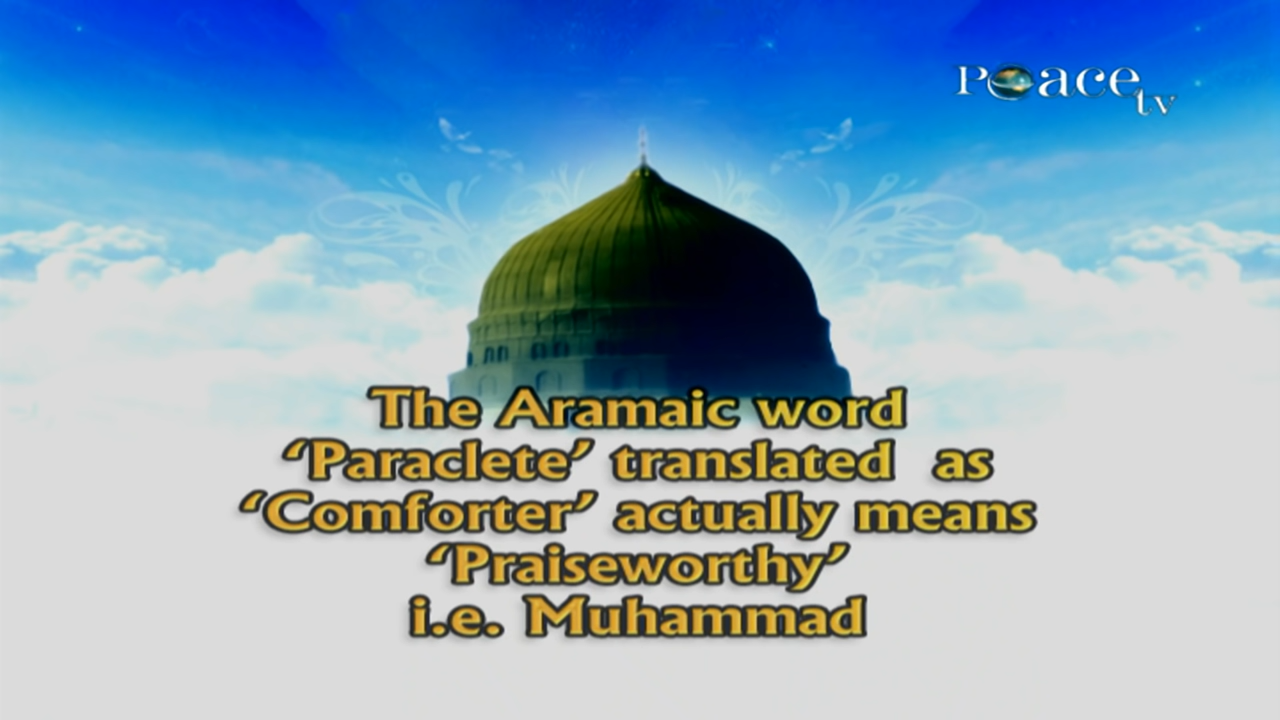 Peace tv
The Aramaic word
‘Paraclete’ translated as
‘Comforter’ actually means
‘Praiseworthy’
i.e. Muhammad